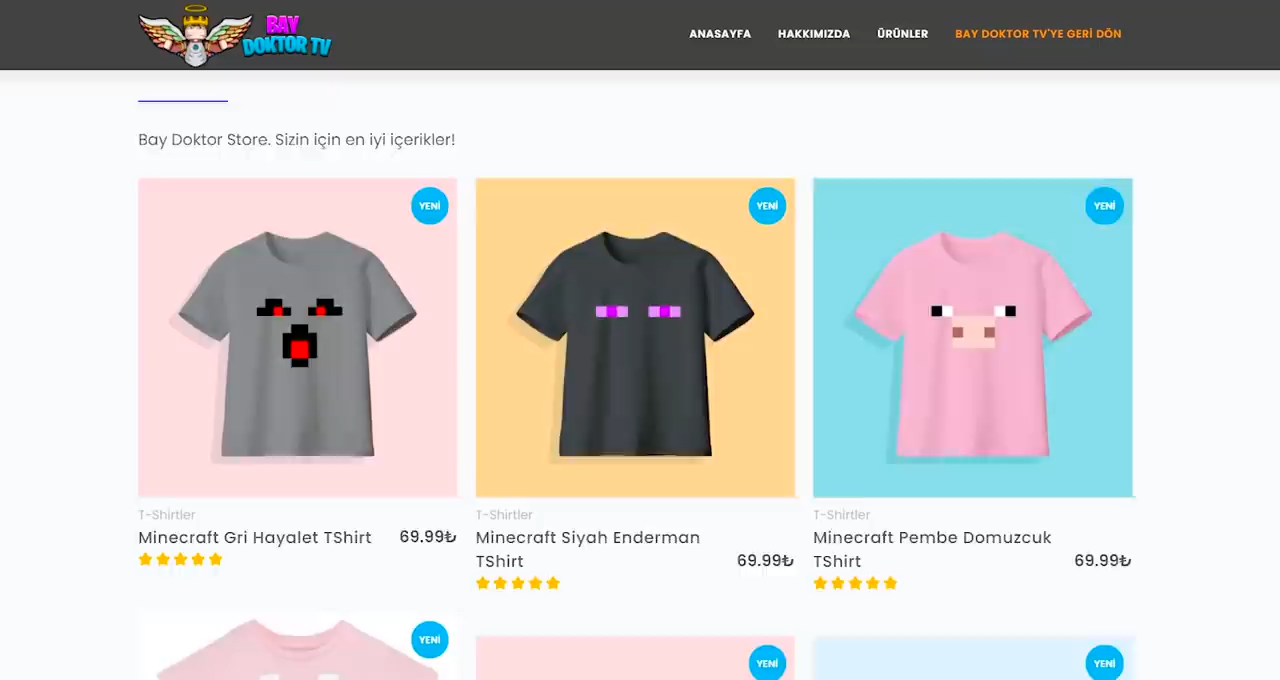 BAY
DOKTOR TV
ANASAYFA HAKKIMIZDA ÜRÜNLER BAY DOKTOR TV'YE GERİ DÖN
Bay Doktor Store. Sizin için en iyi içerikler!
YENİ YENİ YENİ
T-Shirtler T-Shirtler T-Shirtler
Minecraft Gri Hayalet TShirt 69.99₺ Minecraft Siyah Enderman Minecraft Pembe Domuzcuk
TShirt 69.99₺ TShirt 69.99₺
YENİ
YENİ YENİ